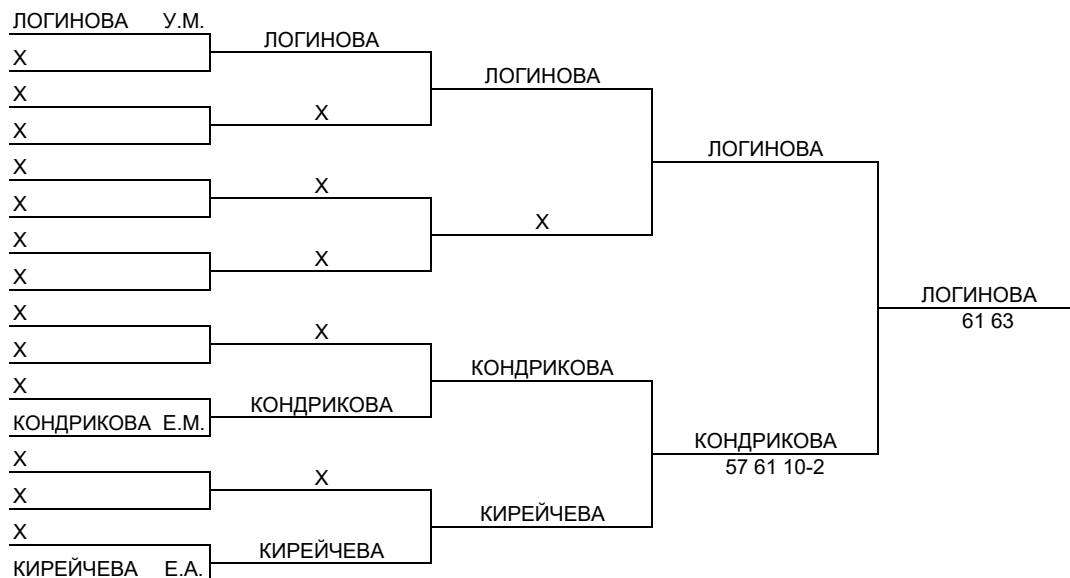 ЛОГИНОВА У.М.
X
X
X
X
X
X
X
X
X
X
КОНДРИКОВА Е.М.
X
X
X
КИРЕЙЧЕВА Е.А.
ЛОГИНОВА
X
X
X
X
КОНДРИКОВА
X
КИРЕЙЧЕВА
ЛОГИНОВА
X
КОНДРИКОВА
КИРЕЙЧЕВА
ЛОГИНОВА
КОНДРИКОВА
57 61 10-2
ЛОГИНОВА
61 63